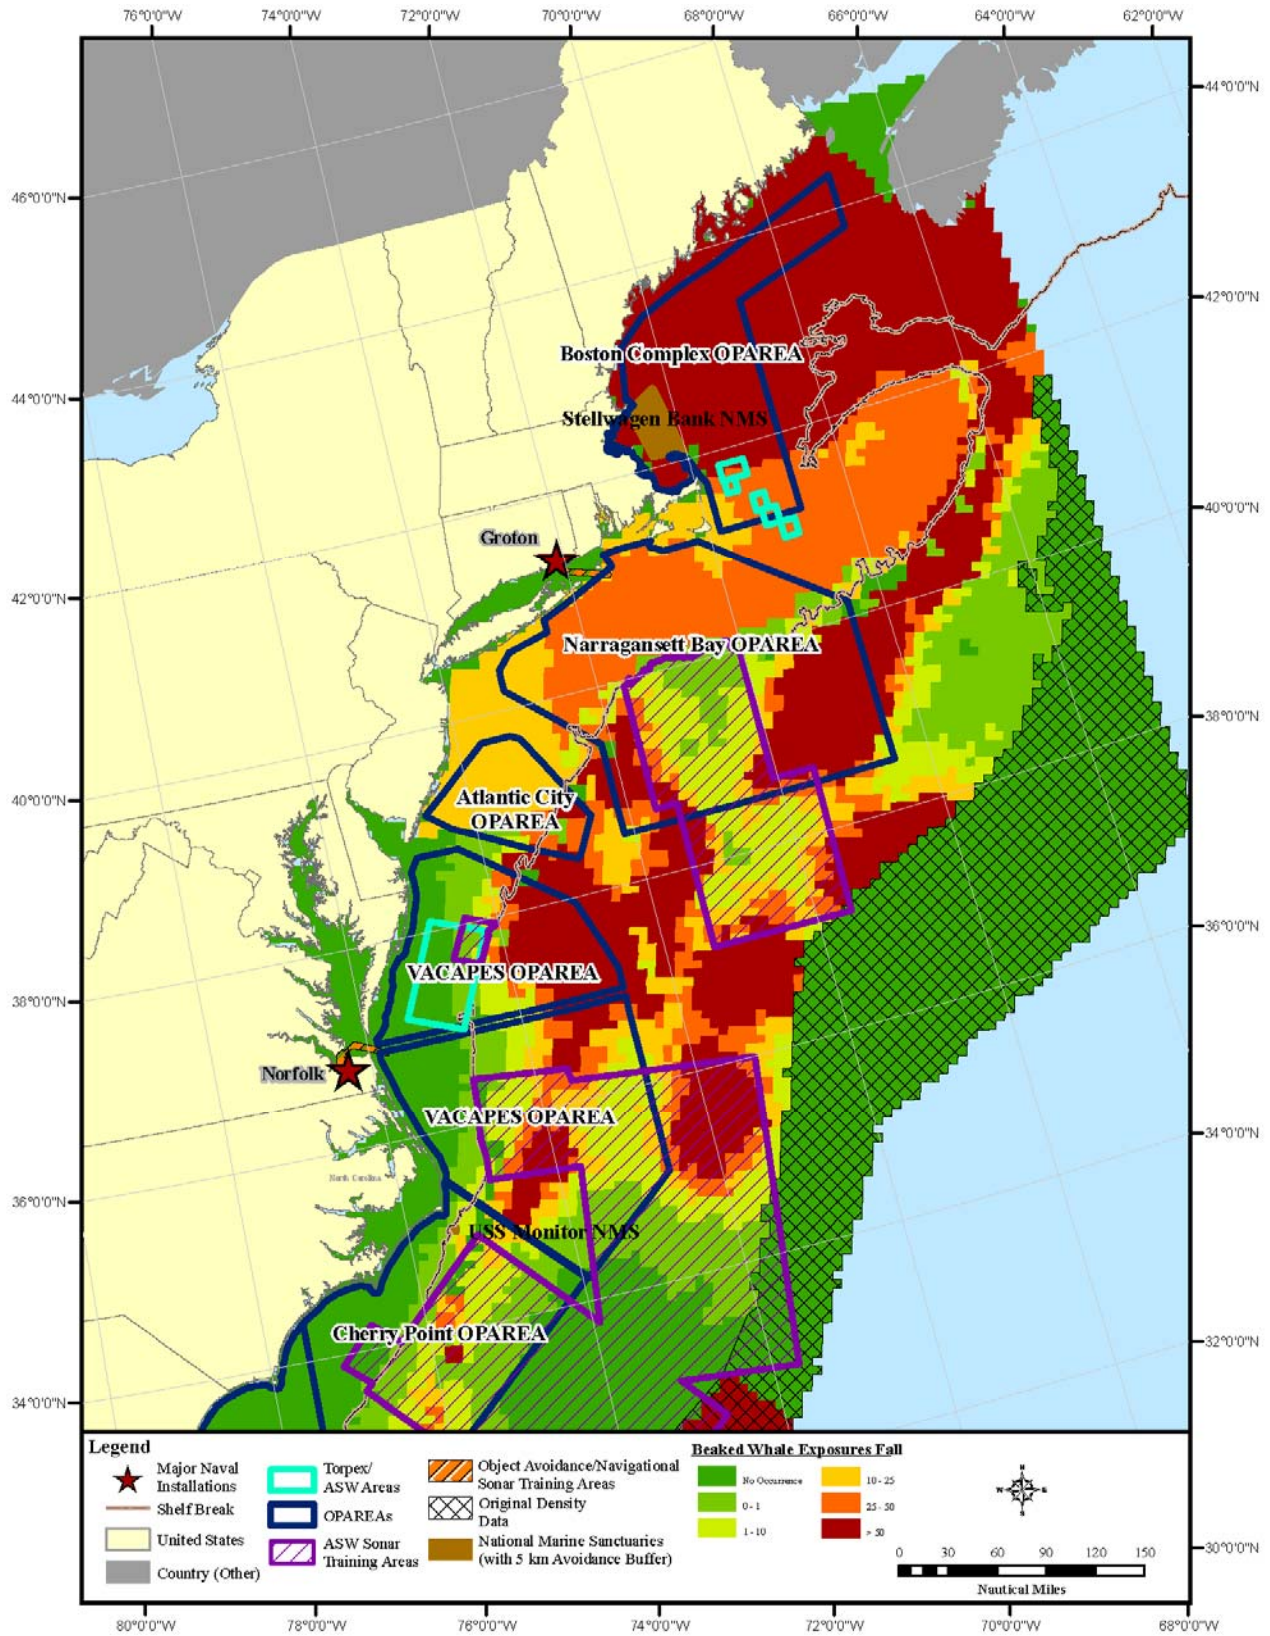 76°0'0"W 74°0'0"W 72°0'0"W 70°0'0"W 68°0'0"W 66°0'0"W 64°0'0"W 62°0'0"W
44°0'0"N
46°0'0"N
42°0'0"N
Boston Complex OPAREA
44°0'0"N
Stellwagen Bank NMS
40°0'0"N
Groton
42°0'0"N
Narragansett Bay OPAREA
38°0'0"N
40°0'0"N
Atlantic City
OPAREA
36°0'0"N
VACAPES OPAREA
38°0'0"N
Norfolk
VACAPES OPAREA
34°0'0"N
North Carolina
36°0'0"N
USS Monitor NMS
Cherry Point OPAREA
32°0'0"N
34°0'0"N
Legend
Major Naval
Installations
Shelf Break
United States
Country (Other)
Torpex/
ASW Areas
OPAREAs
ASW Sonar
Training Areas
Object Avoidance/Navigational
Sonar Training Areas
Original Density
Data
National Marine Sanctuaries
(with 5 km Avoidance Buffer)
Beaked Whale Exposures Fall
No Occurrence
0 - 1
1 - 10
10 - 25
25 - 50
> 50
N
W E
S
0 30 60 90 120 150
Nautical Miles
30°0'0"N
80°0'0"W 78°0'0"W 76°0'0"W 74°0'0"W 72°0'0"W 70°0'0"W 68°0'0"W